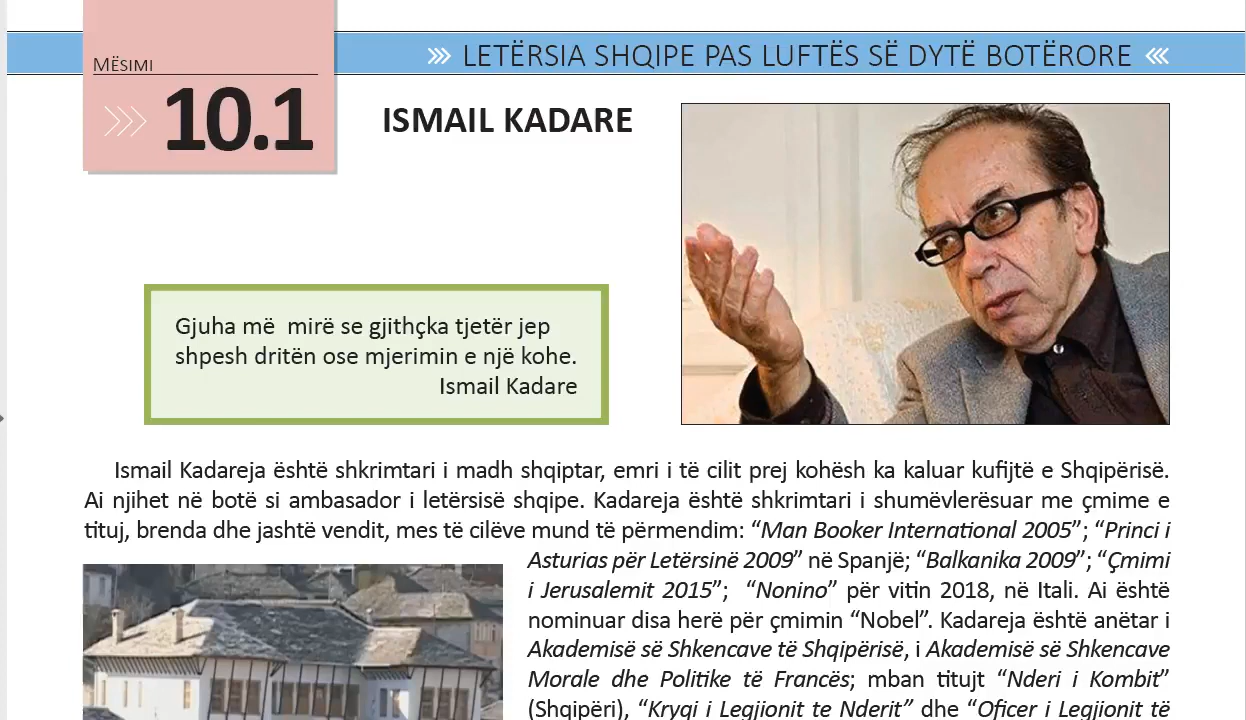 »» LETËRSIA SHQIPE PAS LUFTËS SË DYTË BOTËRORE ««
MËSIMI
10.1
ISMAIL KADARE
Gjuha më mirë se gjithçka tjetër jep
shpesh dritën ose mjerimin e një kohe.
Ismail Kadare
Ismail Kadareja është shkrimtari i madh shqiptar, emri i të cilit prej kohësh ka kaluar kufijtë e Shqipërisë.
Ai njihet në botë si ambasador i letërsisë shqipe. Kadareja është shkrimtari i shumëvlerësuar me çmime e
tituj, brenda dhe jashtë vendit, mes të cilëve mund të përmendim: “Man Booker International 2005”; “Princi i
Asturias për Letërsinë 2009” në Spanjë; “Balkanika 2009”; “Çmimi
i Jerusalemit 2015”; “Nonino” për vitin 2018, në Itali. Ai është
nominuar disa herë për çmimin “Nobel”. Kadareja është anëtar i
Akademisë së Shkencave të Shqipërisë, i Akademisë së Shkencave
Morale dhe Politike të Francës; mban titujt “Nderi i Kombit”
(Shqipëri), “Kryqi i Legjionit te Nderit” dhe “Oficer i Legjionit të